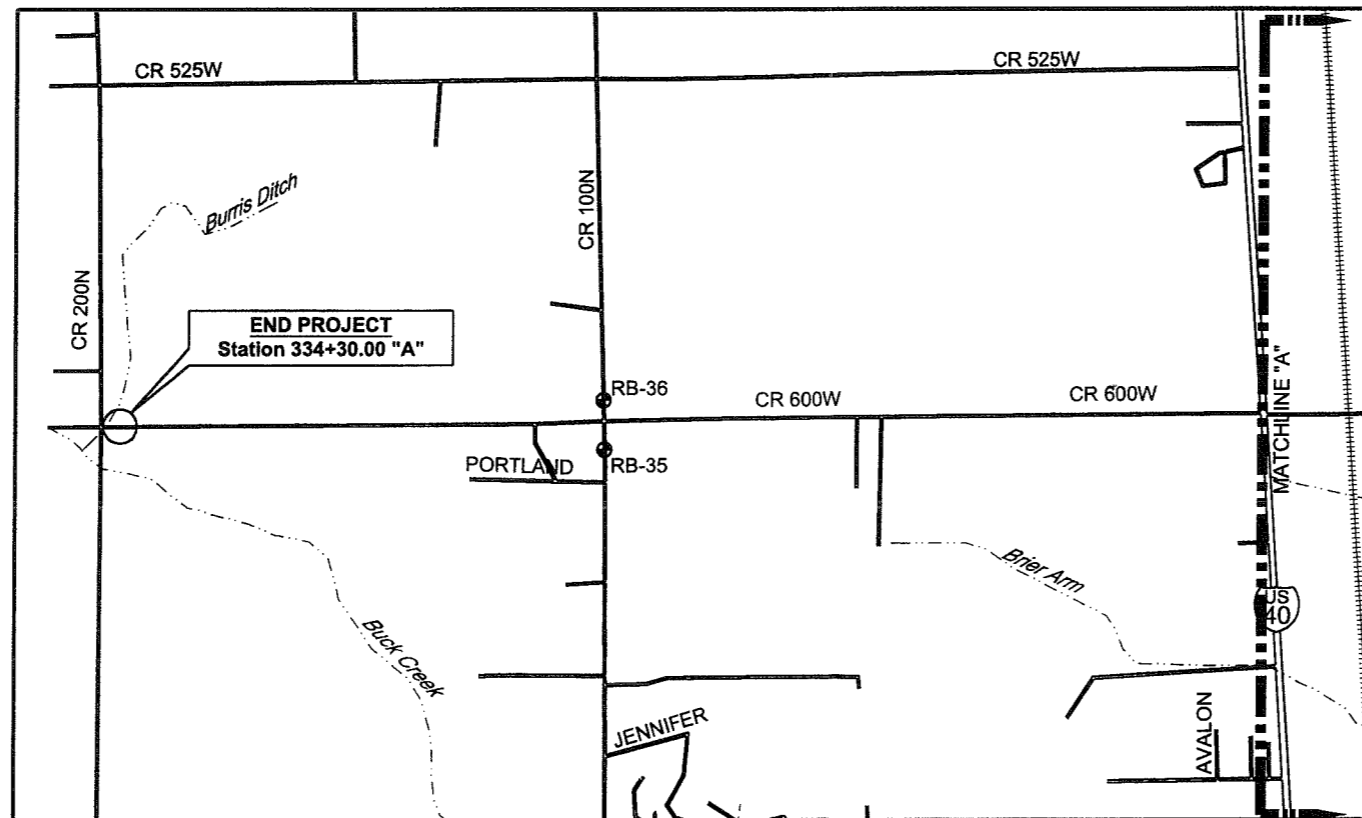 CR 525W
CR 525W
Burris Ditch
CR 100N
CR 200N
END PROJECT
Station 334+30.00 "A"
RB-36
CR 600W
CR 600W
MATCHLINE "A"
PORTLAND
RB-35
Brier Arm
US
40
Buck Creek
JENNIFER
AVALON